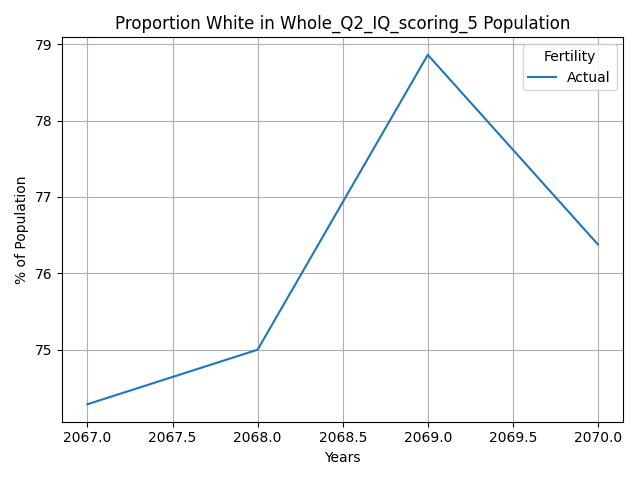 Proportion White in Whole_Q2_IQ_scoring_5 Population
79
78
77
76
75
% of Population
Fertility
Actual
2067.0 2067.5 2068.0 2068.5 2069.0 2069.5 2070.0
Years